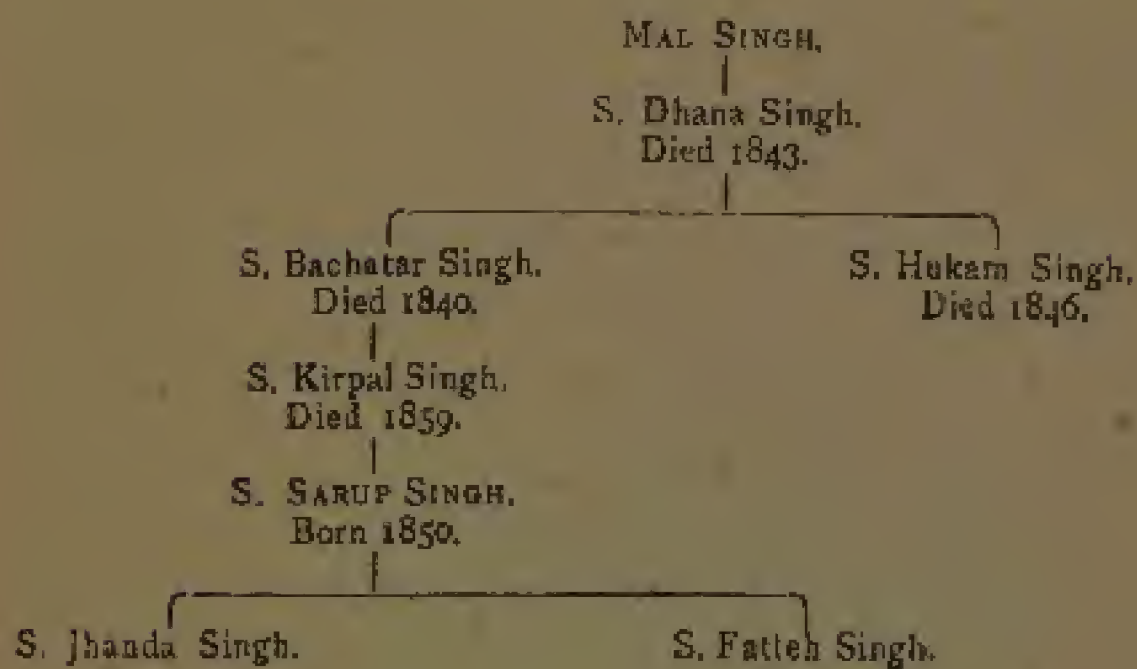 MAL SINGH.
S. Dhana Singh.
Died 1843.
S. Bachatar Singh.
Died 1840.
S. Hukam Singh.
Died 1846.
S. Kirpal Singh.
Died 1859.
S. SARUP SINGH.
Born 1850.
S. Jhanda Singh.
S. Fatteh Singh.